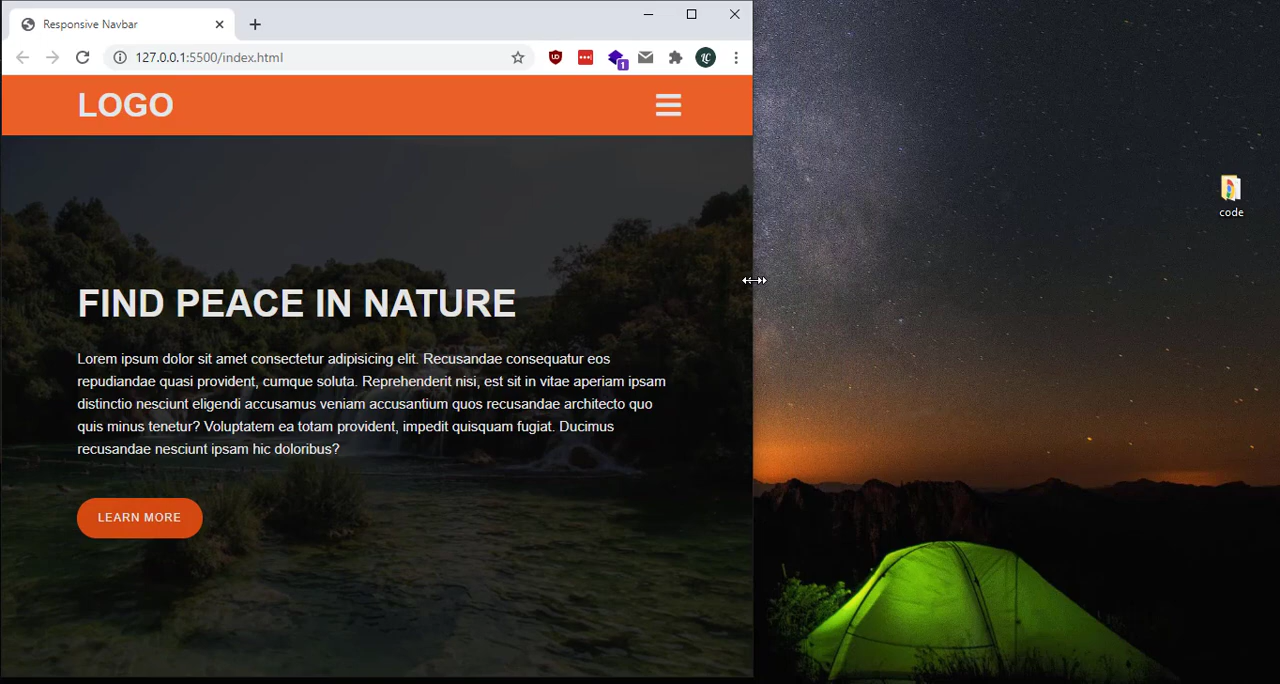 Responsive Navbar
127.0.0.1:5500/index.html
1
LC
LOGO
code
FIND PEACE IN NATURE
Lorem ipsum dolor sit amet consectetur adipisicing elit. Recusandae consequatur eos
repudiandae quasi provident, cumque soluta. Reprehenderit nisi, est sit in vitae aperiam ipsam
distinctio nesciunt eligendi accusamus veniam accusantium quos recusandae architecto quo
quis minus tenetur? Voluptatem ea totam provident, impedit quisquam fugiat. Ducimus
recusandae nesciunt ipsam hic doloribus?
LEARN MORE